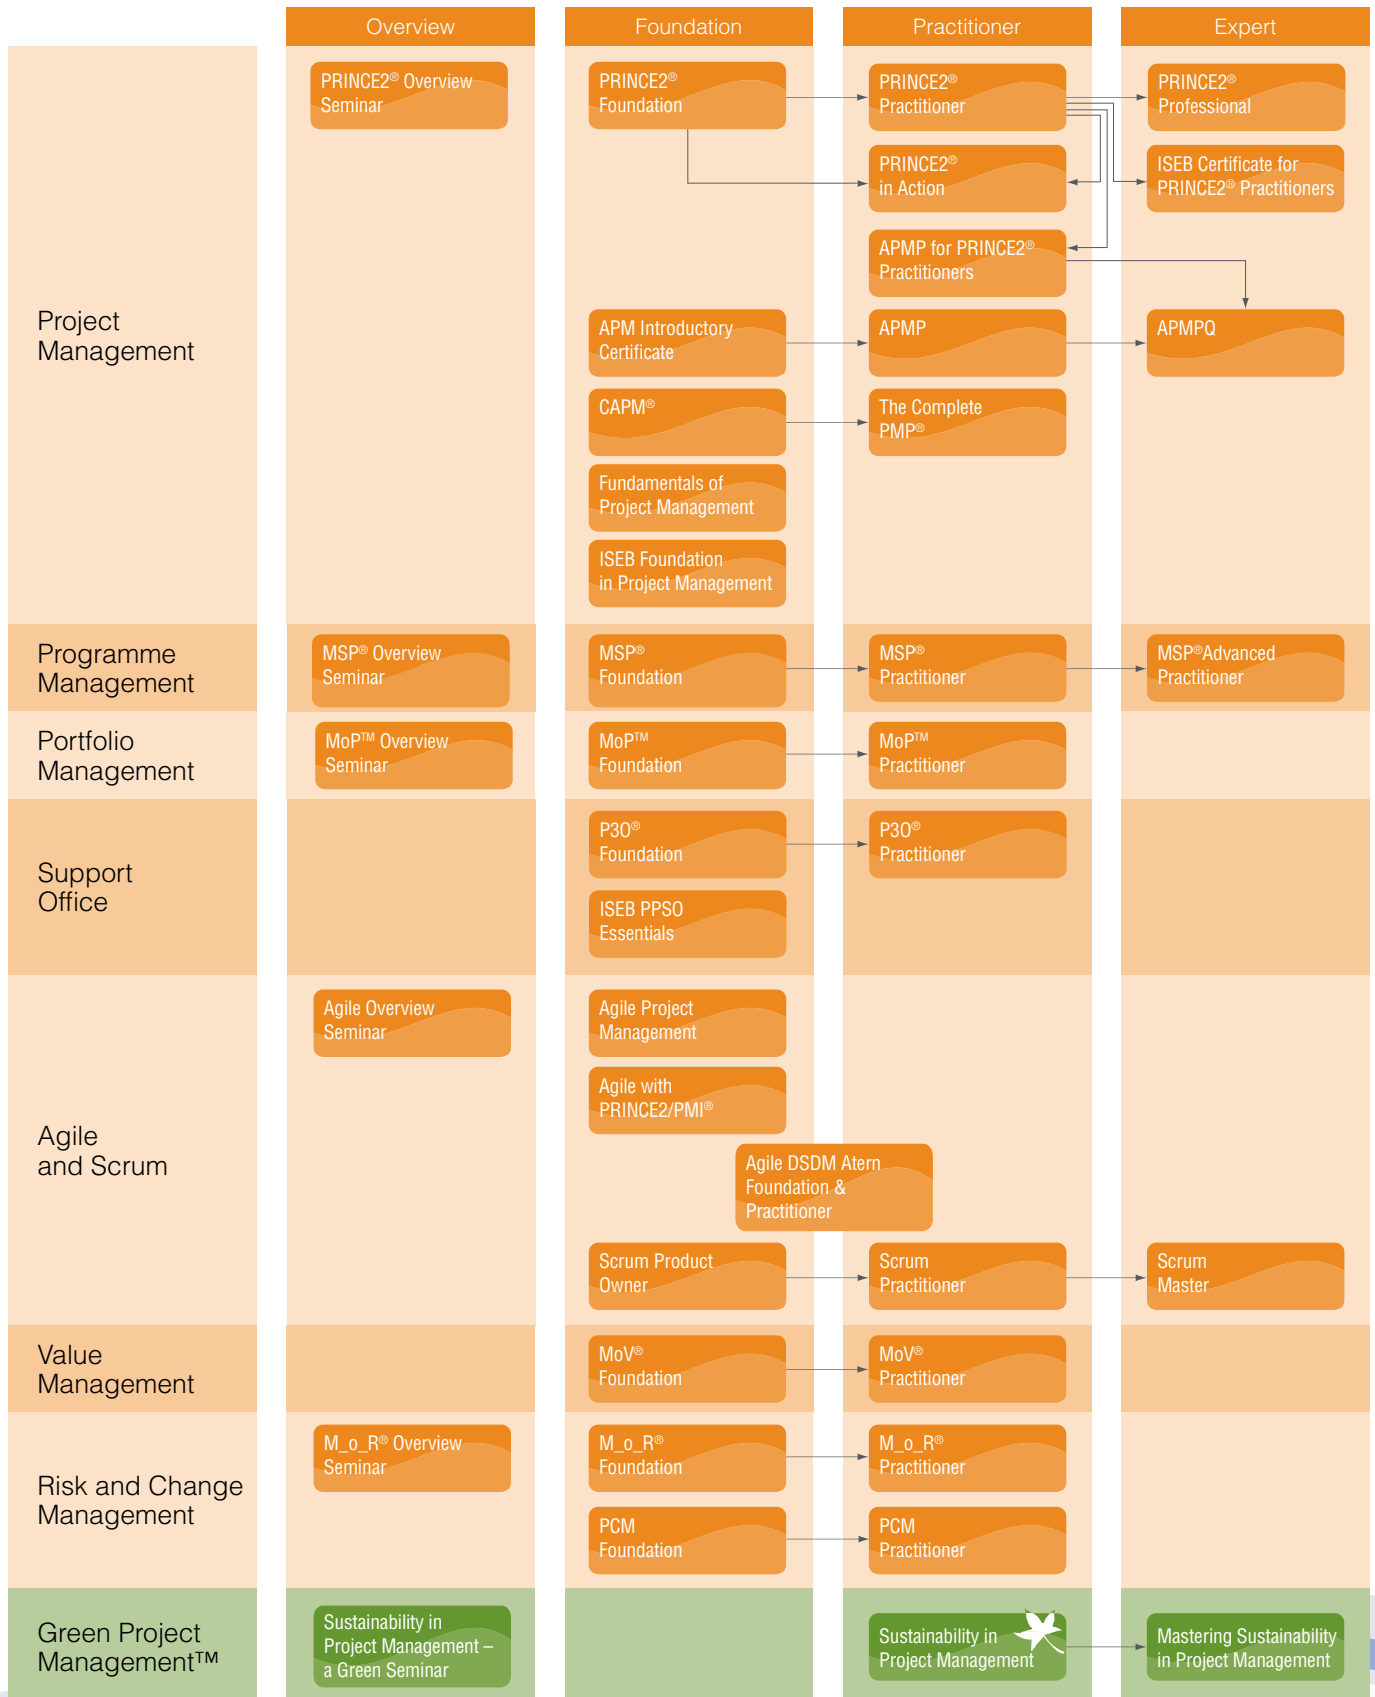 Overview
Foundation
Practitioner
Expert
Project
Management
PRINCE2® Overview
Seminar
PRINCE2®
Foundation
PRINCE2®
Practitioner
PRINCE2®
Professional
PRINCE2®
in Action
ISEB Certificate for
PRINCE2® Practitioners
APMP for PRINCE2®
Practitioners
APM Introductory
Certificate
APMP
APMPQ
CAPM®
The Complete
PMP®
Fundamentals of
Project Management
ISEB Foundation
in Project Management
Programme
Management
MSP® Overview
Seminar
MSP®
Foundation
MSP®
Practitioner
MSP®Advanced
Practitioner
Portfolio
Management
MoP™ Overview
Seminar
MoP™
Foundation
MoP™
Practitioner
Support
Office
P3O®
Foundation
P3O®
Practitioner
ISEB PPSO
Essentials
Agile
and Scrum
Agile Overview
Seminar
Agile Project
Management
Agile with
PRINCE2/PMI®
Agile DSDM Atern
Foundation &
Practitioner
Scrum Product
Owner
Scrum
Practitioner
Scrum
Master
Value
Management
MoV®
Foundation
MoV®
Practitioner
Risk and Change
Management
M_o_R® Overview
Seminar
M_o_R®
Foundation
M_o_R®
Practitioner
PCM
Foundation
PCM
Practitioner
Green Project
Management™
Sustainability in
Project Management –
a Green Seminar
Sustainability in
Project Management
Mastering Sustainability
in Project Management